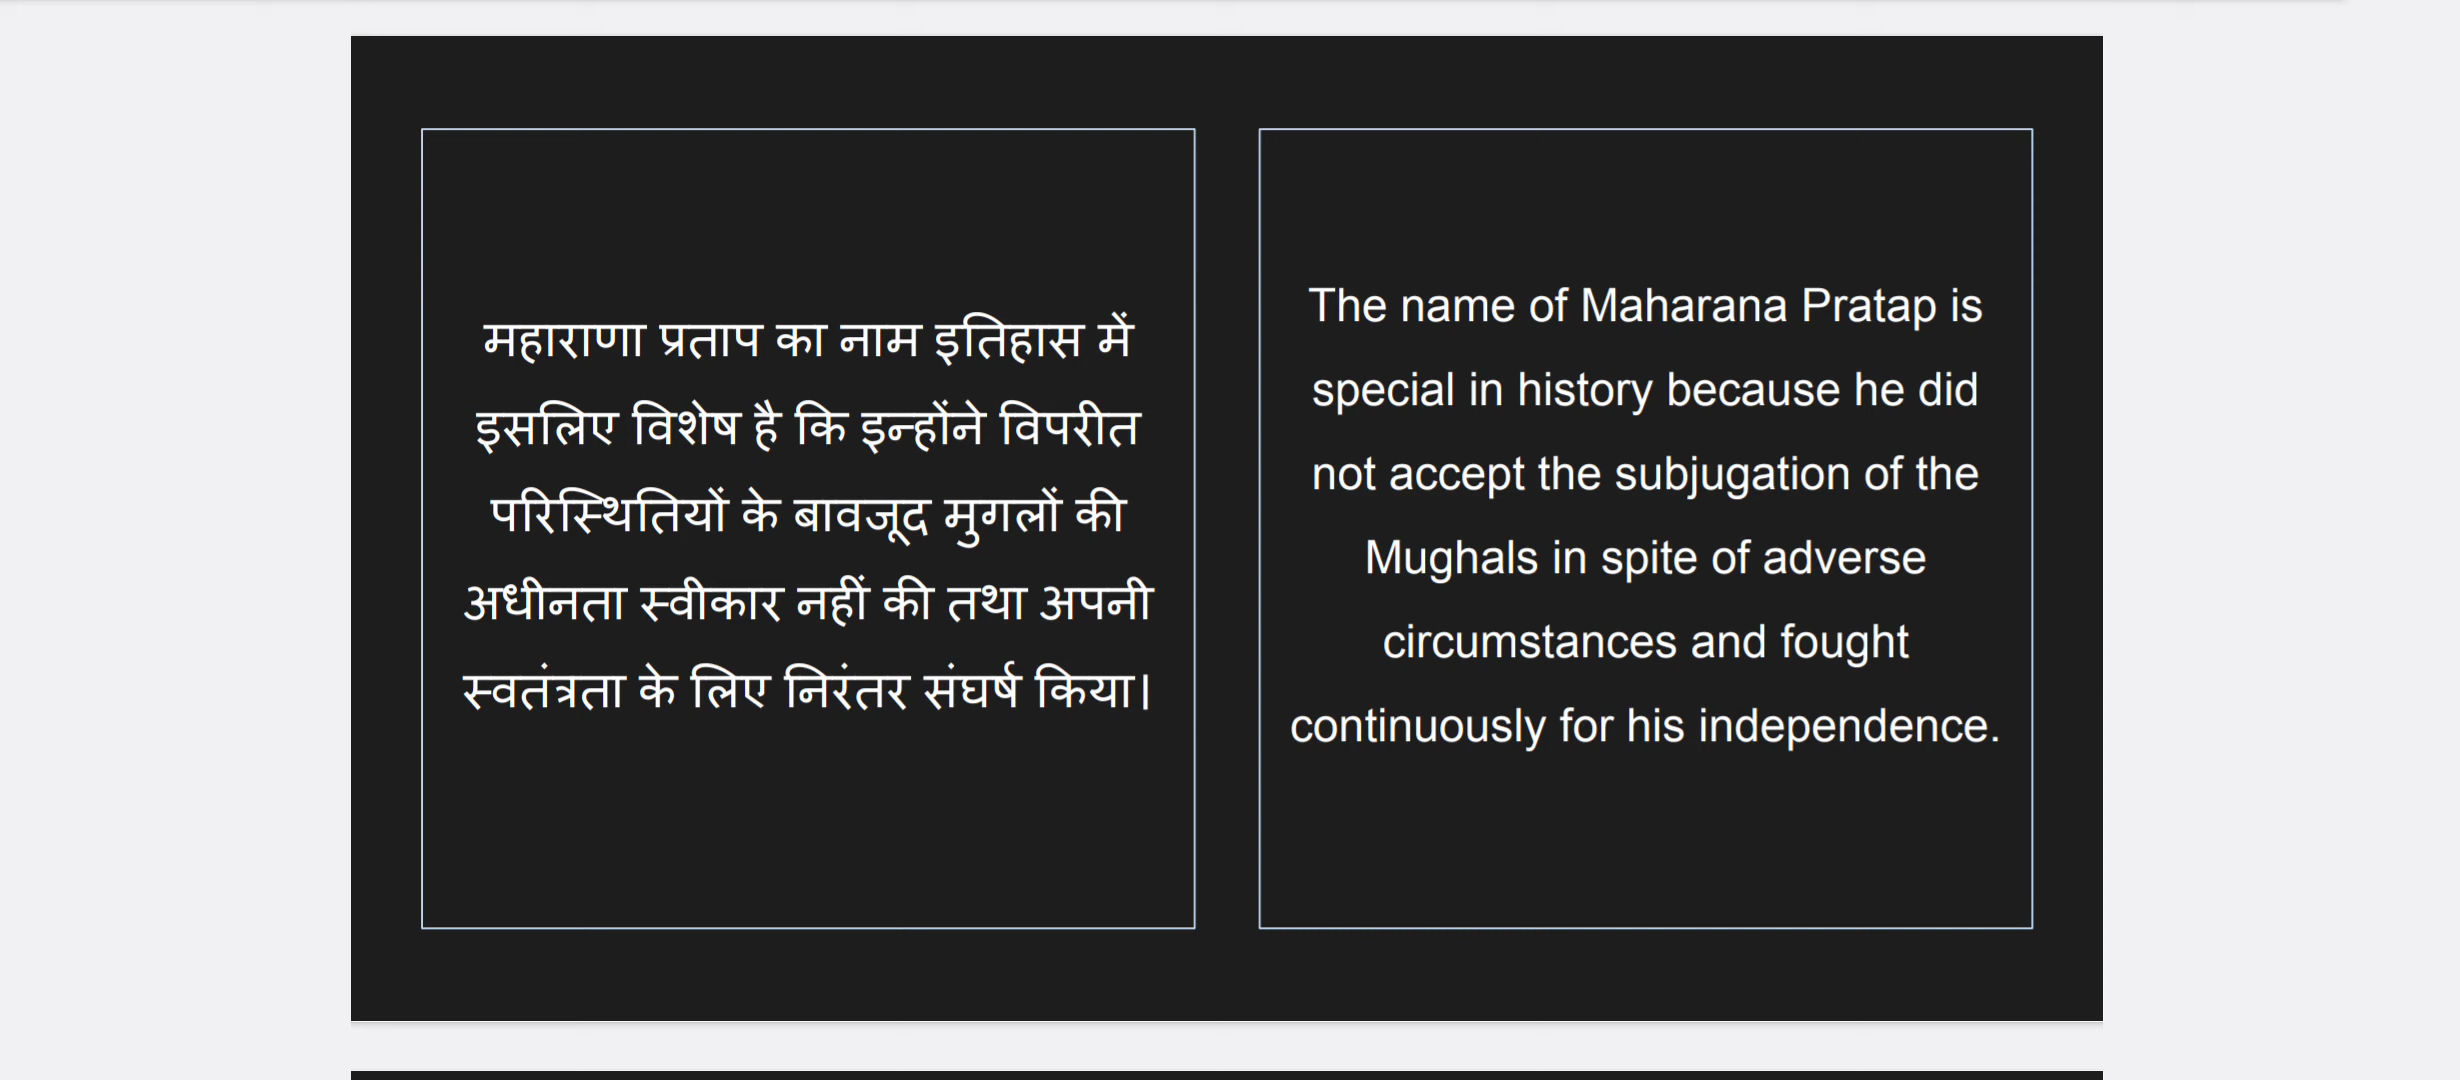 महाराणा प्रताप का नाम इतिहास में
इसलिए विशेष है कि इन्होंने विपरीत
परिस्थितियों के बावजूद मुगलों की
अधीनता स्वीकार नहीं की तथा अपनी
स्वतंत्रता के लिए निरंतर संघर्ष किया।
The name of Maharana Pratap is
special in history because he did
not accept the subjugation of the
Mughals in spite of adverse
circumstances and fought
continuously for his independence.